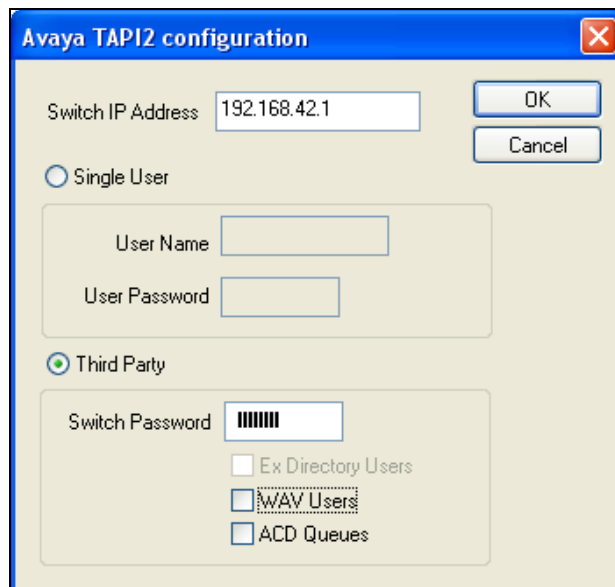 Avaya TAPI2 configuration
Switch IP Address 192.168.42.1 OK
Cancel
Single User
User Name
User Password
Third Party
Switch Password
Ex Directory Users
WAV Users
ACD Queues